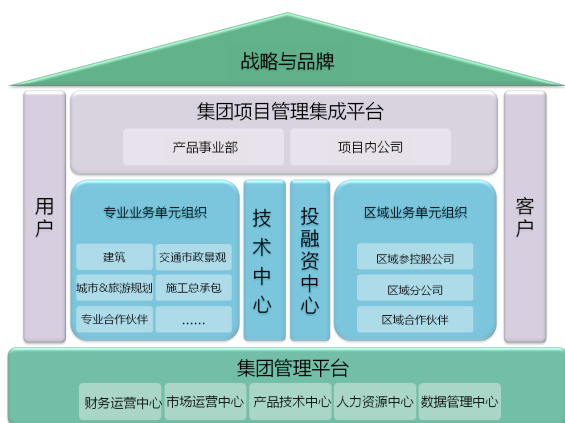 战略与品牌
集团项目管理集成平台
产品事业部
项目内公司
用户
专业业务单元组织
建筑
交通市政景观
城市&旅游规划
施工总承包
专业合作伙伴
......
技术中心
投融资中心
区域业务单元组织
区域参控股公司
区域分公司
区域合作伙伴
客户
集团管理平台
财务运营中心
市场运营中心
产品技术中心
人力资源中心
数据管理中心